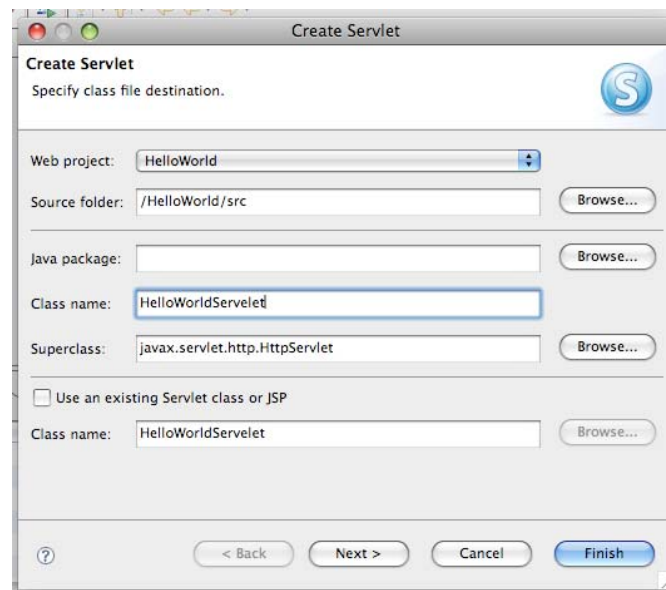 Create Servlet
Create Servlet
Specify class file destination.
S
Web project: HelloWorld
Source folder: /HelloWorld/src Browse...
Java package: Browse...
Class name: HelloWorldServelet
Superclass: javax.servlet.http.HttpServlet Browse...
Use an existing Servlet class or JSP
Class name: HelloWorldServelet Browse...
? < Back Next > Cancel Finish